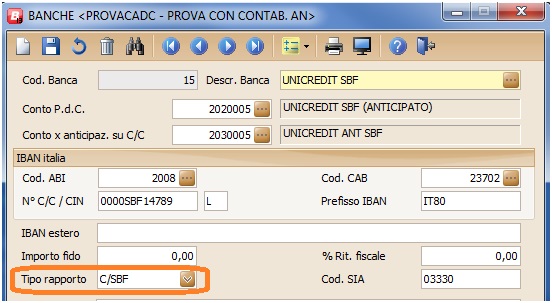 BANCHE <PROVACADC - PROVA CON CONTAB. AN>
Cod. Banca 15 Descr. Banca UNICREDIT SBF
Conto P.d.C. 2020005 UNICREDIT SBF (ANTICIPATO)
Conto x anticipaz. su C/C 2030005 UNICREDIT ANT SBF
IBAN italia
Cod. ABI 2008 Cod. CAB 23702
N° C/C / CIN 0000SBF14789 L Prefisso IBAN IT80
IBAN estero
Importo fido 0,00 % Rit. fiscale 0,00
Tipo rapporto C/SBF Cod. SIA 03330